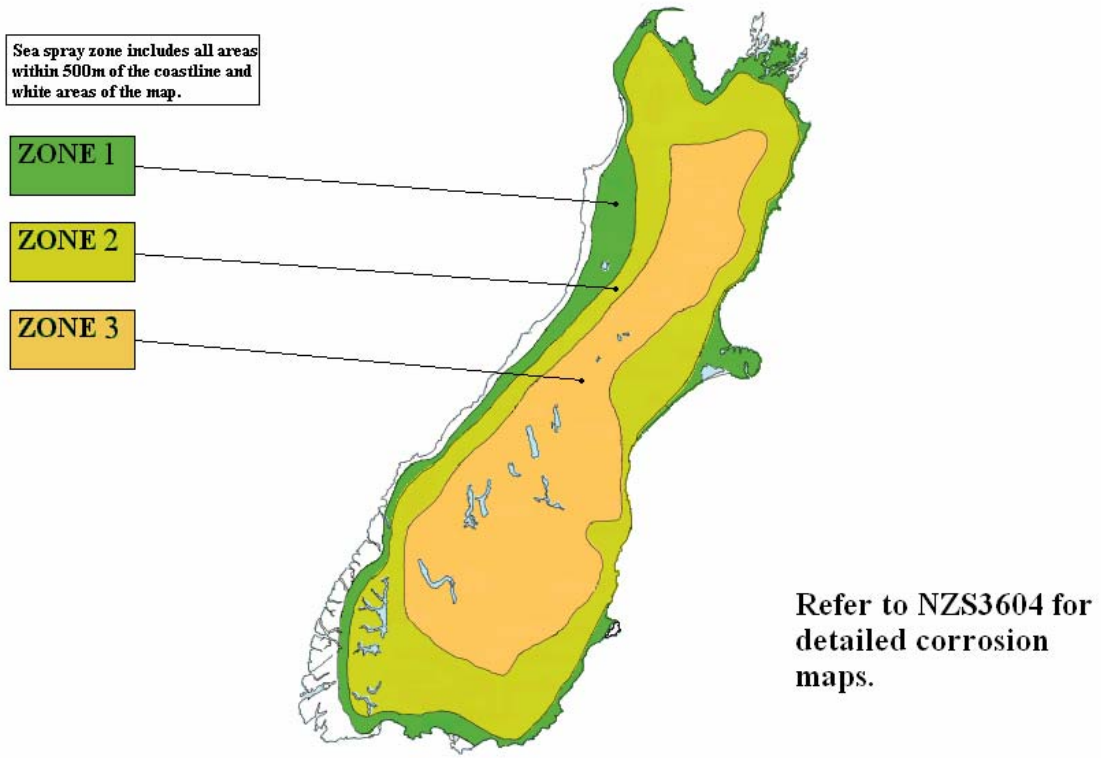 Sea spray zone includes all areas
within 500m of the coastline and
white areas of the map.
ZONE 1
ZONE 2
ZONE 3
Refer to NZS3604 for
detailed corrosion
maps.